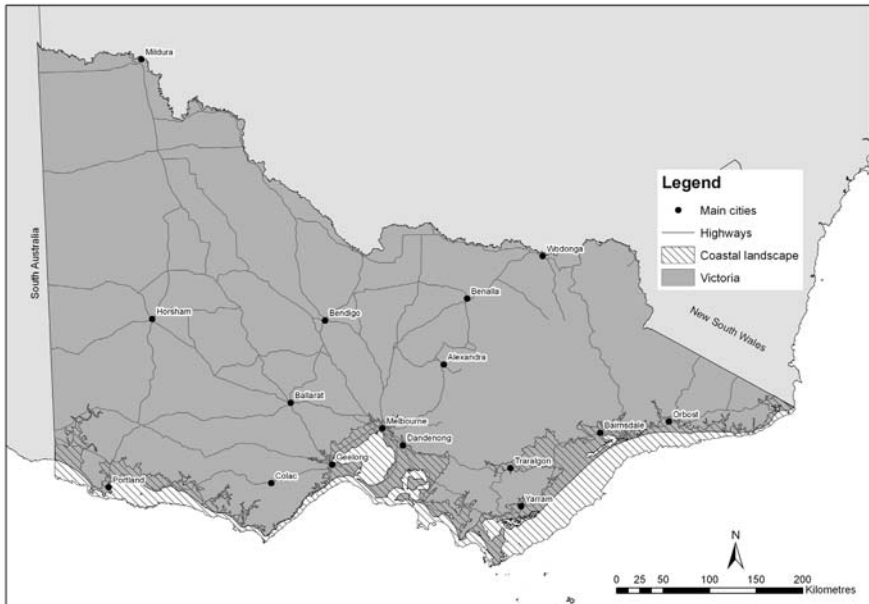 Mildura
South Australia
Legend
Main cities
Highways
Coastal landscape
Victoria
Wodonga
Benalla
New South Wales
Horsham
Bendigo
Alexandra
Ballarat
Melbourne
Orbost
Bairnsdale
Dandenong
Geelong
Traralgon
Colac
Portland
Yarram
N
0 25 50 100 150 200
Kilometres